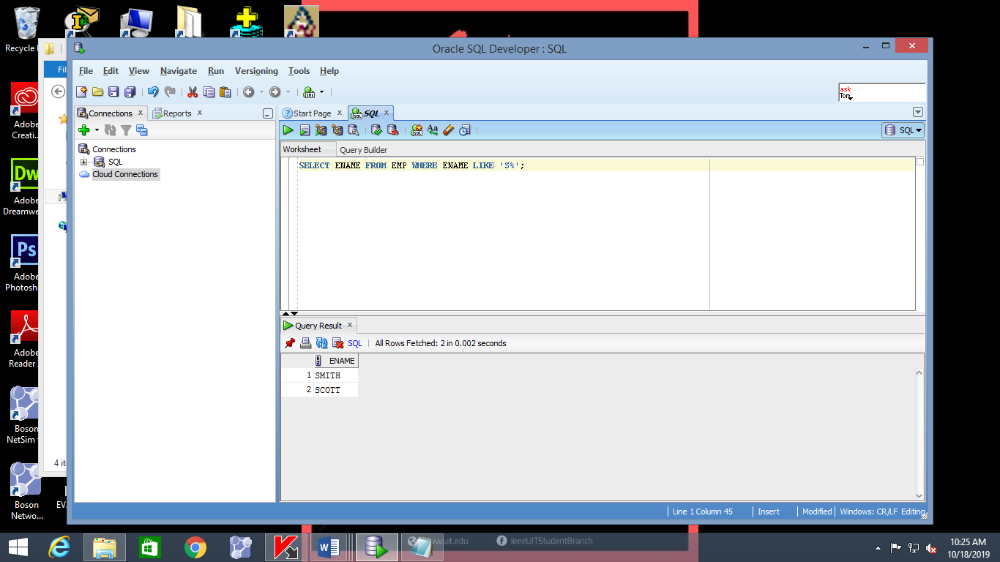 Recycle
Oracle SQL Developer : SQL
Fil
File Edit View Navigate Run Versioning Tools Help
ask
Tom
Adobe
Creati...
Connections x Reports x
Start Page x SQL x
SQL
Worksheet Query Builder
Connections
SQL
Cloud Connections
SELECT ENAME FROM EMP WHERE ENAME LIKE 'S%';
Dw
Adobe
Dreamwe
Ps
Adobe
Photosh
Query Result x
SQL All Rows Fetched: 2 in 0.002 seconds
ENAME
1 SMITH
2 SCOTT
Adobe
Reader
Boson
NetSim
4 it
Boson
Netwo...
EV
Line 1 Column 45 Insert Modified Windows: CR/LF Editing
.uit.edu IeeeUITStudentBranch
10:25 AM
10/18/2019